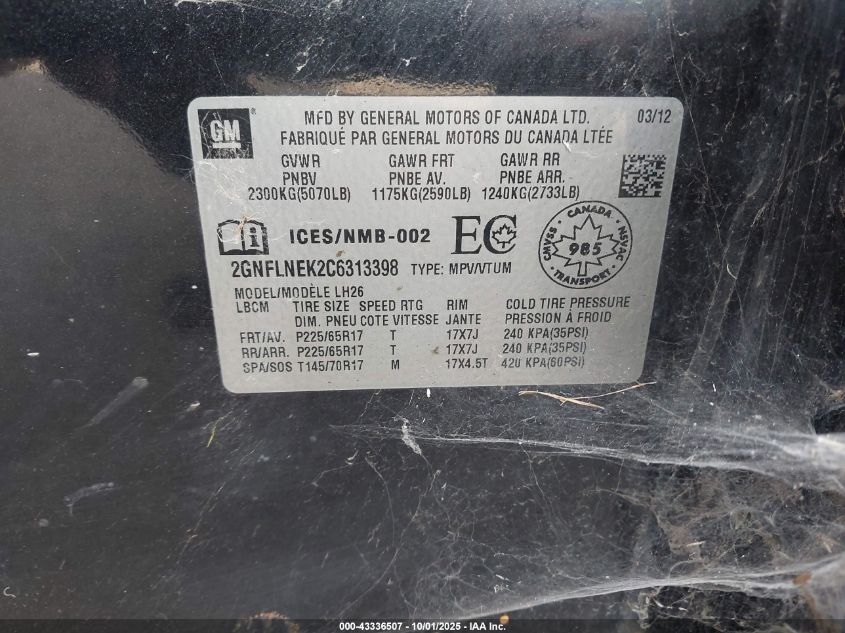 GM
MFD BY GENERAL MOTORS OF CANADA LTD. 03/12
FABRIQUÉ PAR GENERAL MOTORS DU CANADA LTÉE
GVWR GAWR FRT GAWR RR
PNBV PNBE AV. PNBE ARR.
2300KG(5070LB) 1175KG(2590LB) 1240KG(2733LB)
ICES/NMB-002 EC
CANADA
CMVSS 985 NSVAC
TRANSPORT
2GNFLNEK2C6313398 TYPE: MPV/VTUM
MODEL/MODÈLE LH26
LBCM TIRE SIZE SPEED RTG RIM COLD TIRE PRESSURE
DIM. PNEU COTE VITESSE JANTE PRESSION À FROID
FRT/AV. P225/65R17 T 17X7J 240 KPA(35PSI)
RR/ARR. P225/65R17 T 17X7J 240 KPA(35PSI)
SPA/SOS T145/70R17 M 17X4.5T 420 KPA(60PSI)
000-43336507 - 10/01/2025 - IAA Inc.